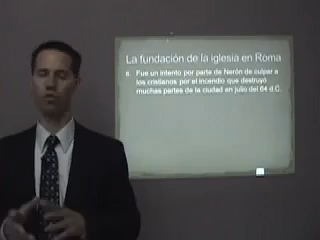 La fundación de la iglesia en Roma
Fue un intento por parte de Nerón de culpar a
los cristianos por el incendio que destruyó
muchas partes de la ciudad en julio del 64 d.C.